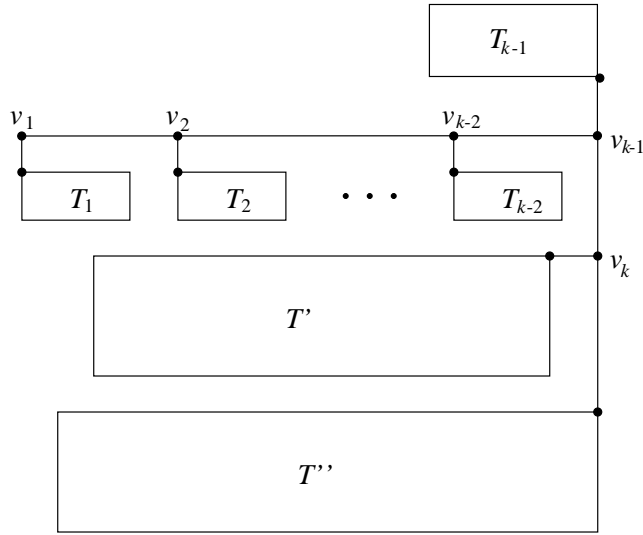 T_{k-1}
v_1 v_2 v_{k-2} v_{k-1}
T_1 T_2 . . . T_{k-2}
v_k
T'
T''